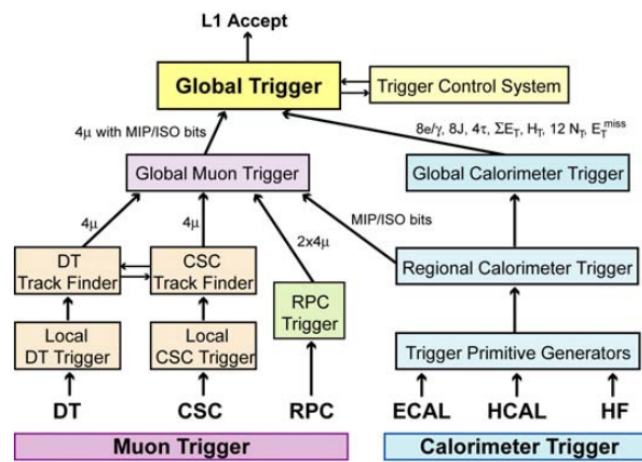 L1 Accept
Global Trigger
Trigger Control System
4μ with MIP/ISO bits
8e/γ, 8J, 4τ, ΣE_T, H_T, 12 N_T, E_T^miss
Global Muon Trigger
Global Calorimeter Trigger
4μ
4μ
2x4μ
MIP/ISO bits
DT
Track Finder
CSC
Track Finder
RPC
Trigger
Regional Calorimeter Trigger
Local
DT Trigger
Local
CSC Trigger
Trigger Primitive Generators
DT
CSC
RPC
ECAL
HCAL
HF
Muon Trigger
Calorimeter Trigger